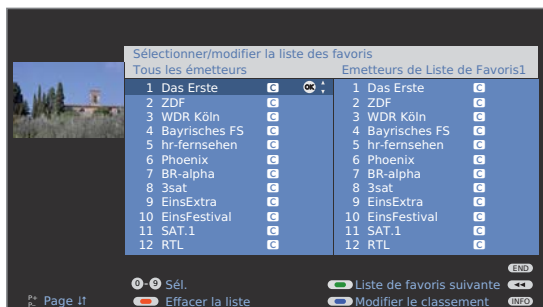 Sélectionner/modifier la liste des favoris
Tous les émetteurs Emetteurs de Liste de Favoris1
1 Das Erste C OK 1 Das Erste C
2 ZDF C 2 ZDF C
3 WDR Köln C 3 WDR Köln C
4 Bayrisches FS C 4 Bayrisches FS C
5 hr-fernsehen C 5 hr-fernsehen C
6 Phoenix C 6 Phoenix C
7 BR-alpha C 7 BR-alpha C
8 3sat C 8 3sat C
9 EinsExtra C 9 EinsExtra C
10 EinsFestival C 10 EinsFestival C
11 SAT.1 C 11 SAT.1 C
12 RTL C 12 RTL C
END
0-9 Sél. Liste de favoris suivante
P+ P- Page Effacer la liste Modifier le classement INFO